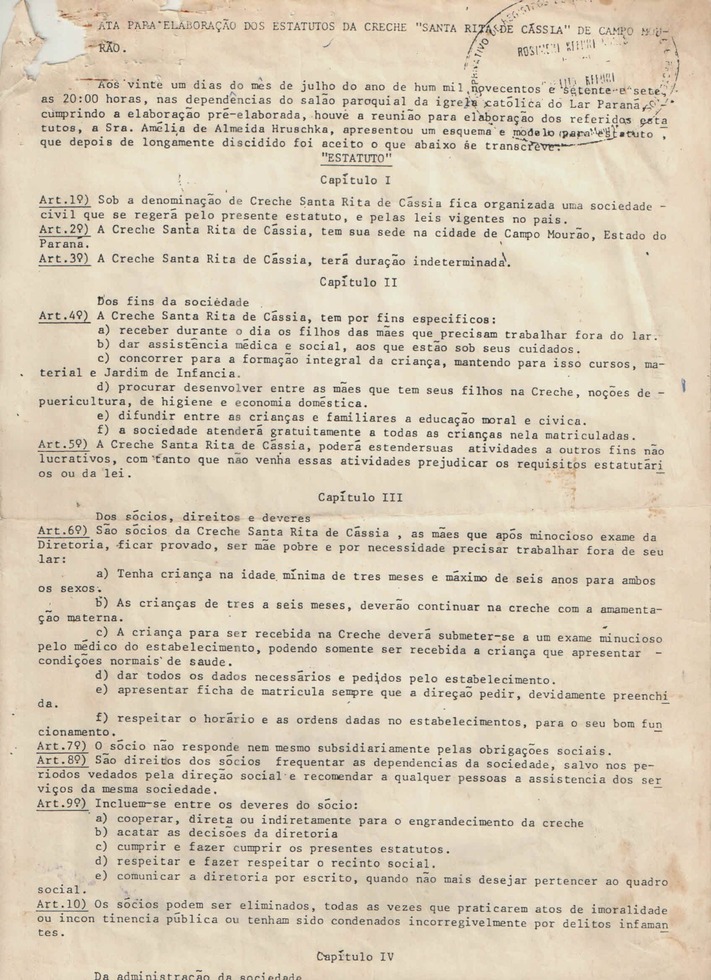 ATA PARA ELABORAÇÃO DOS ESTATUTOS DA CRECHE "SANTA RITA DE CÁSSIA" DE CAMPO MOU-
RÃO.
Aos vinte um dias do mês de julho do ano de hum mil novecentos e setente e sete,
as 20:00 horas, nas dependências do salão paroquial da igreja católica do Lar Paraná,
cumprindo a elaboração pré-elaborada, houve a reunião para elaboração dos referidos esta
tutos, a Sra. Amélia de Almeida Hruschka, apresentou um esquema e modelo para estatuto ,
que depois de longamente discidido foi aceito o que abaixo se transcreve.
"ESTATUTO"
Capítulo I
Art.1º) Sob a denominação de Creche Santa Rita de Cássia fica organizada uma sociedade -
civil que se regerá pelo presente estatuto, e pelas leis vigentes no pais.
Art.2º) A Creche Santa Rita de Cássia, tem sua sede na cidade de Campo Mourão, Estado do
Paraná.
Art.3º) A Creche Santa Rita de Cássia, terá duração indeterminada.
Capítulo II
Dos fins da sociedade
Art.4º) A Creche Santa Rita de Cássia, tem por fins especificos:
a) receber durante o dia os filhos das mães que precisam trabalhar fora do lar.
b) dar assistência médica e social, aos que estão sob seus cuidados.
c) concorrer para a formação integral da criança, mantendo para isso cursos, ma-
terial e Jardim de Infancia.
d) procurar desenvolver entre as mães que tem seus filhos na Creche, noções de -
puericultura, de higiene e economia doméstica.
e) difundir entre as crianças e familiares a educação moral e civica.
f) a sociedade atenderá gratuitamente a todas as crianças nela matriculadas.
Art.5º) A Creche Santa Rita de Cássia, poderá estendersuas atividades a outros fins não
lucrativos, com tanto que não venha essas atividades prejudicar os requisitos estatutári
os ou da lei.
Capítulo III
Dos sócios, direitos e deveres
Art.6º) São sócios da Creche Santa Rita de Cássia , as mães que após minocioso exame da
Diretoria, ficar provado, ser mãe pobre e por necessidade precisar trabalhar fora de seu
lar:
a) Tenha criança na idade mínima de tres meses e máximo de seis anos para ambos
os sexos.
b) As crianças de tres a seis meses, deverão continuar na creche com a amamenta-
ção materna.
c) A criança para ser recebida na Creche deverá submeter-se a um exame minucioso
pelo médico do estabelecimento, podendo somente ser recebida a criança que apresentar -
condições normais de saude.
d) dar todos os dados necessários e pedidos pelo estabelecimento.
e) apresentar ficha de matricula sempre que a direção pedir, devidamente preenchi
da.
f) respeitar o horário e as ordens dadas no estabelecimentos, para o seu bom fun
cionamento.
Art.7º) O sócio não responde nem mesmo subsidiariamente pelas obrigações sociais.
Art.8º) São direitos dos sócios frequentar as dependencias da sociedade, salvo nos pe-
riodos vedados pela direção social e recomendar a qualquer pessoas a assistencia dos ser
viços da mesma sociedade.
Art.9º) Incluem-se entre os deveres do sócio:
a) cooperar, direta ou indiretamente para o engrandecimento da creche
b) acatar as decisões da diretoria
c) cumprir e fazer cumprir os presentes estatutos.
d) respeitar e fazer respeitar o recinto social.
e) comunicar a diretoria por escrito, quando não mais desejar pertencer ao quadro
social.
Art.10) Os sócios podem ser eliminados, todas as vezes que praticarem atos de imoralidade
ou incon tinencia pública ou tenham sido condenados incorregivelmente por delitos infaman
tes.
Capítulo IV
Da administração da sociedade